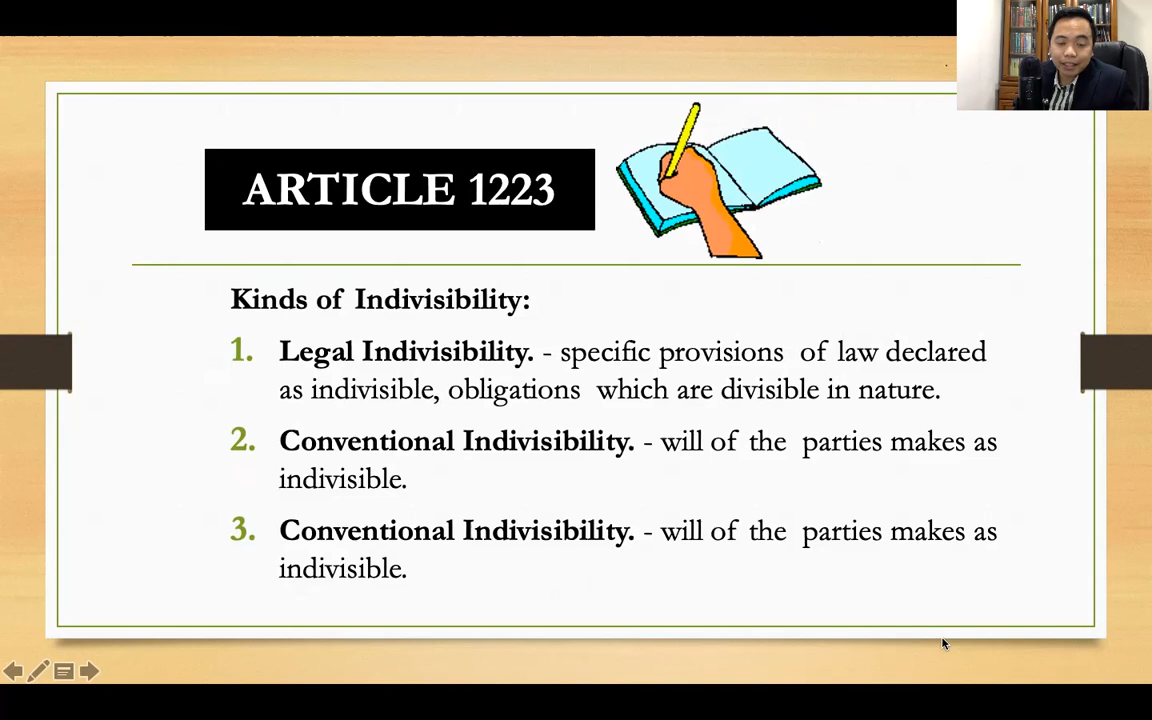 ARTICLE 1223
Kinds of Indivisibility:
1. Legal Indivisibility. - specific provisions of law declared
as indivisible, obligations which are divisible in nature.
2. Conventional Indivisibility. - will of the parties makes as
indivisible.
3. Conventional Indivisibility. - will of the parties makes as
indivisible.